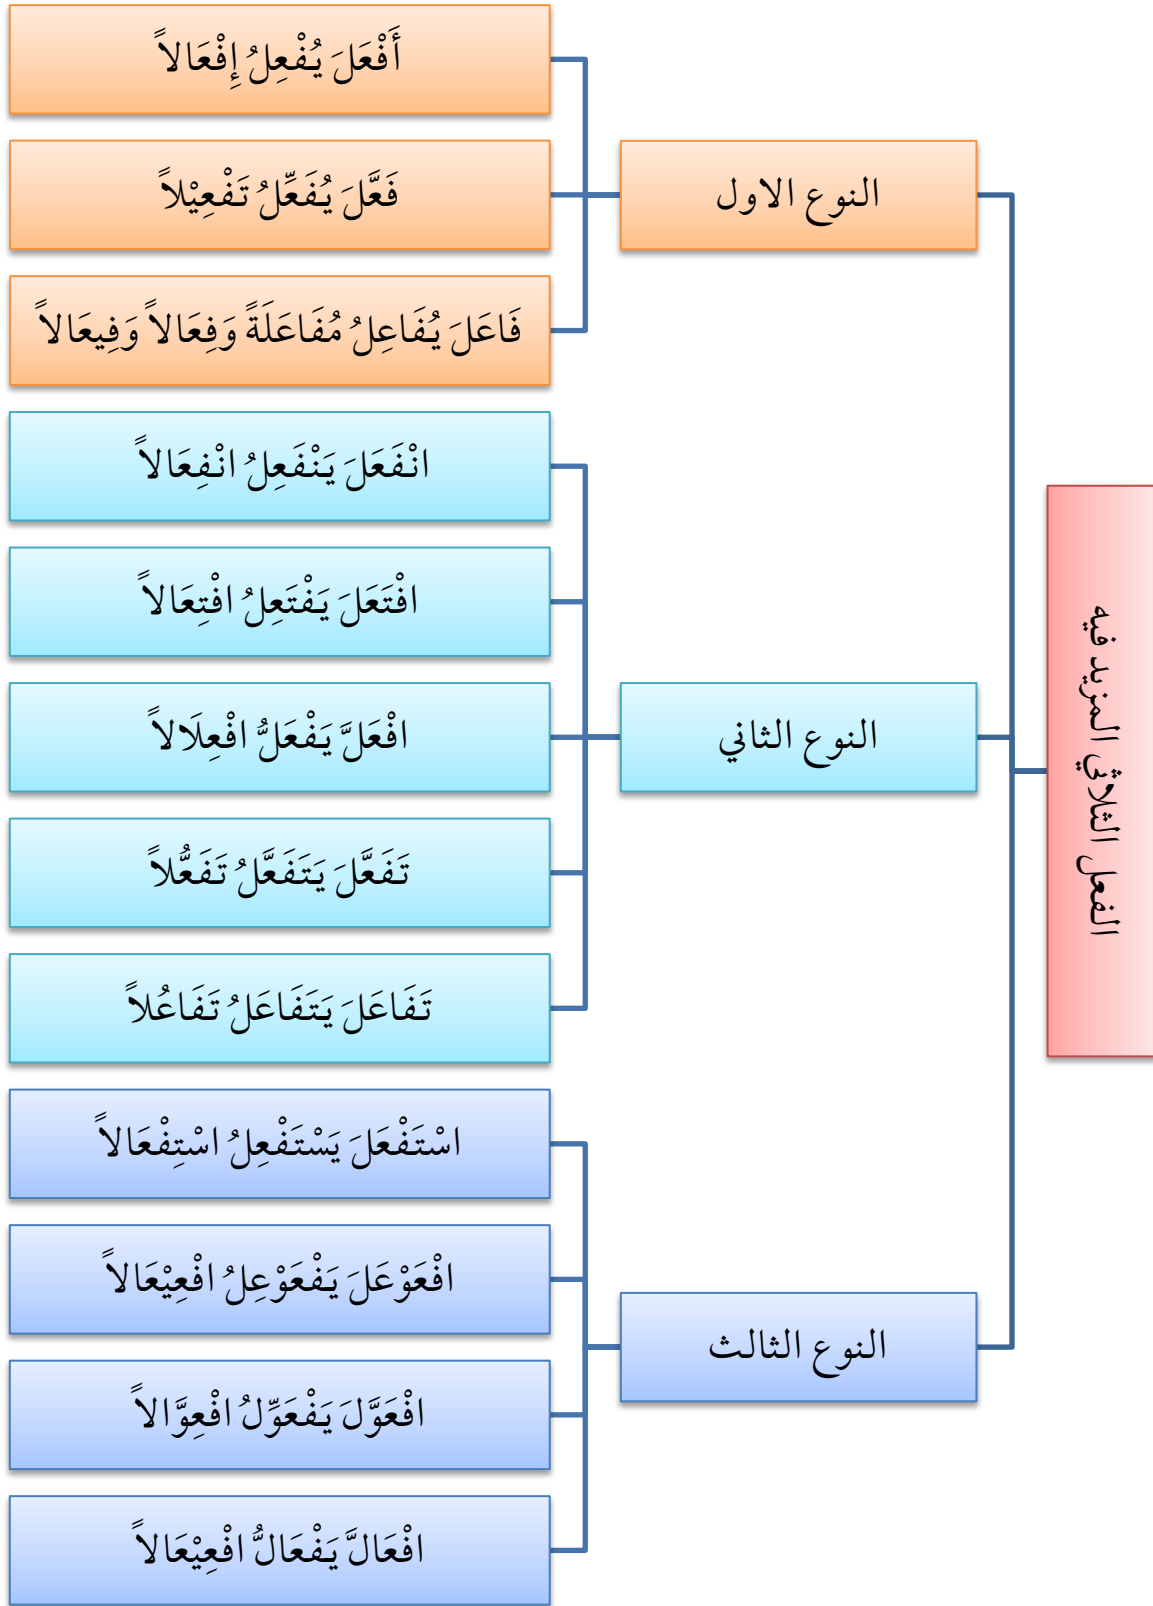 الفعل الثلاثي المزيد فيه
النوع الاول
أَفْعَلَ يُفْعِلُ إِفْعَالاً
فَعَّلَ يُفَعِّلُ تَفْعِيْلاً
فَاعَلَ يُفَاعِلُ مُفَاعَلَةً وَفِعَالاً وَفِيعَالاً
النوع الثاني
انْفَعَلَ يَنْفَعِلُ انْفِعَالاً
افْتَعَلَ يَفْتَعِلُ افْتِعَالاً
افْعَلَّ يَفْعَلُّ افْعِلَالاً
تَفَعَّلَ يَتَفَعَّلُ تَفَعُّلاً
تَفَاعَلَ يَتَفَاعَلُ تَفَاعُلاً
النوع الثالث
اسْتَفْعَلَ يَسْتَفْعِلُ اسْتِفْعَالاً
افْعَوْعَلَ يَفْعَوْعِلُ افْعِيْعَالاً
افْعَوَّلَ يَفْعَوِّلُ افْعِوَّالاً
افْعَالَّ يَفْعَالُّ افْعِيْعَالاً